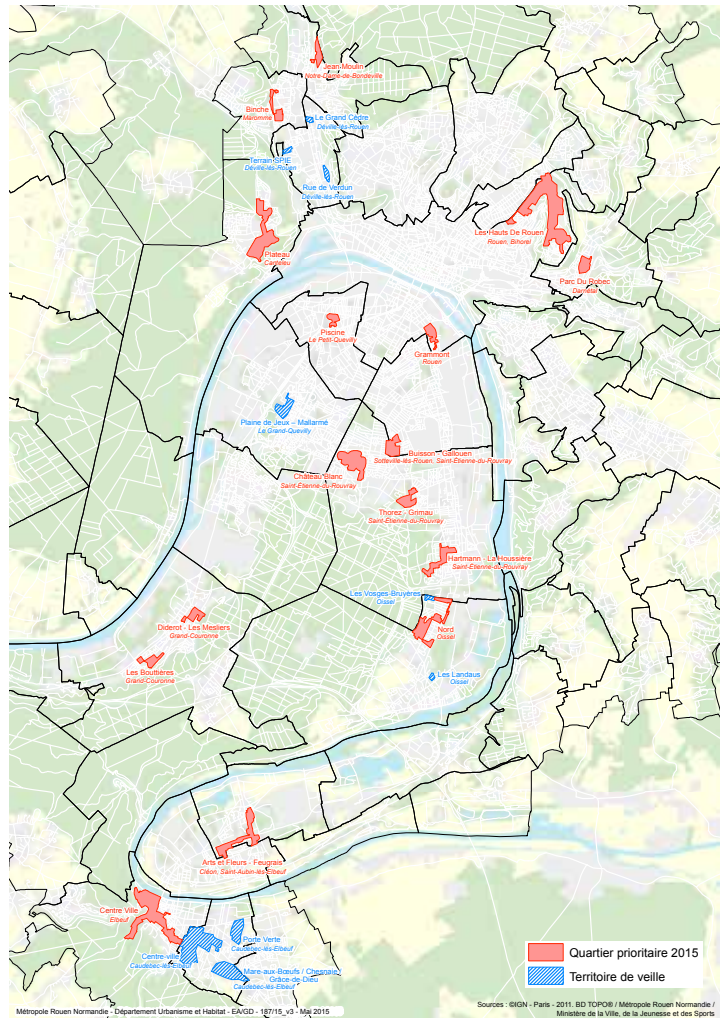 Jean Moulin
Notre-Dame-de-Bondeville
Binche
Maromme
Le Grand Cèdre
Déville-lès-Rouen
Terrain SPIE
Déville-lès-Rouen
Rue de Verdun
Déville-lès-Rouen
Plateau
Canteleu
Les Hauts De Rouen
Rouen, Bihorel
Parc Du Robec
Darnétal
Piscine
Le Petit-Quevilly
Grammont
Rouen
Plaine de Jeux – Mallarmé
Le Grand-Quevilly
Buisson - Gallouen
Sotteville-lès-Rouen, Saint-Étienne-du-Rouvray
Château Blanc
Saint-Étienne-du-Rouvray
Thorez - Grimau
Saint-Étienne-du-Rouvray
Hartmann - La Houssière
Saint-Étienne-du-Rouvray
Les Vosges-Bruyères
Oissel
Nord
Oissel
Diderot - Les Mesliers
Grand-Couronne
Les Bouttières
Grand-Couronne
Les Landaus
Oissel
Arts et Fleurs - Feugrais
Cléon, Saint-Aubin-lès-Elbeuf
Centre Ville
Elbeuf
Porte Verte
Caudebec-lès-Elbeuf
Centre-ville
Caudebec-lès-Elbeuf
Mare-aux-Bœufs / Chesnaie /
Grâce-de-Dieu
Caudebec-lès-Elbeuf
Quartier prioritaire 2015
Territoire de veille
Métropole Rouen Normandie - Département Urbanisme et Habitat - EA/GD - 187/15_v3 - Mai 2015
Sources : ©IGN - Paris - 2011. BD TOPO® / Métropole Rouen Normandie /
Ministère de la Ville, de la Jeunesse et des Sports